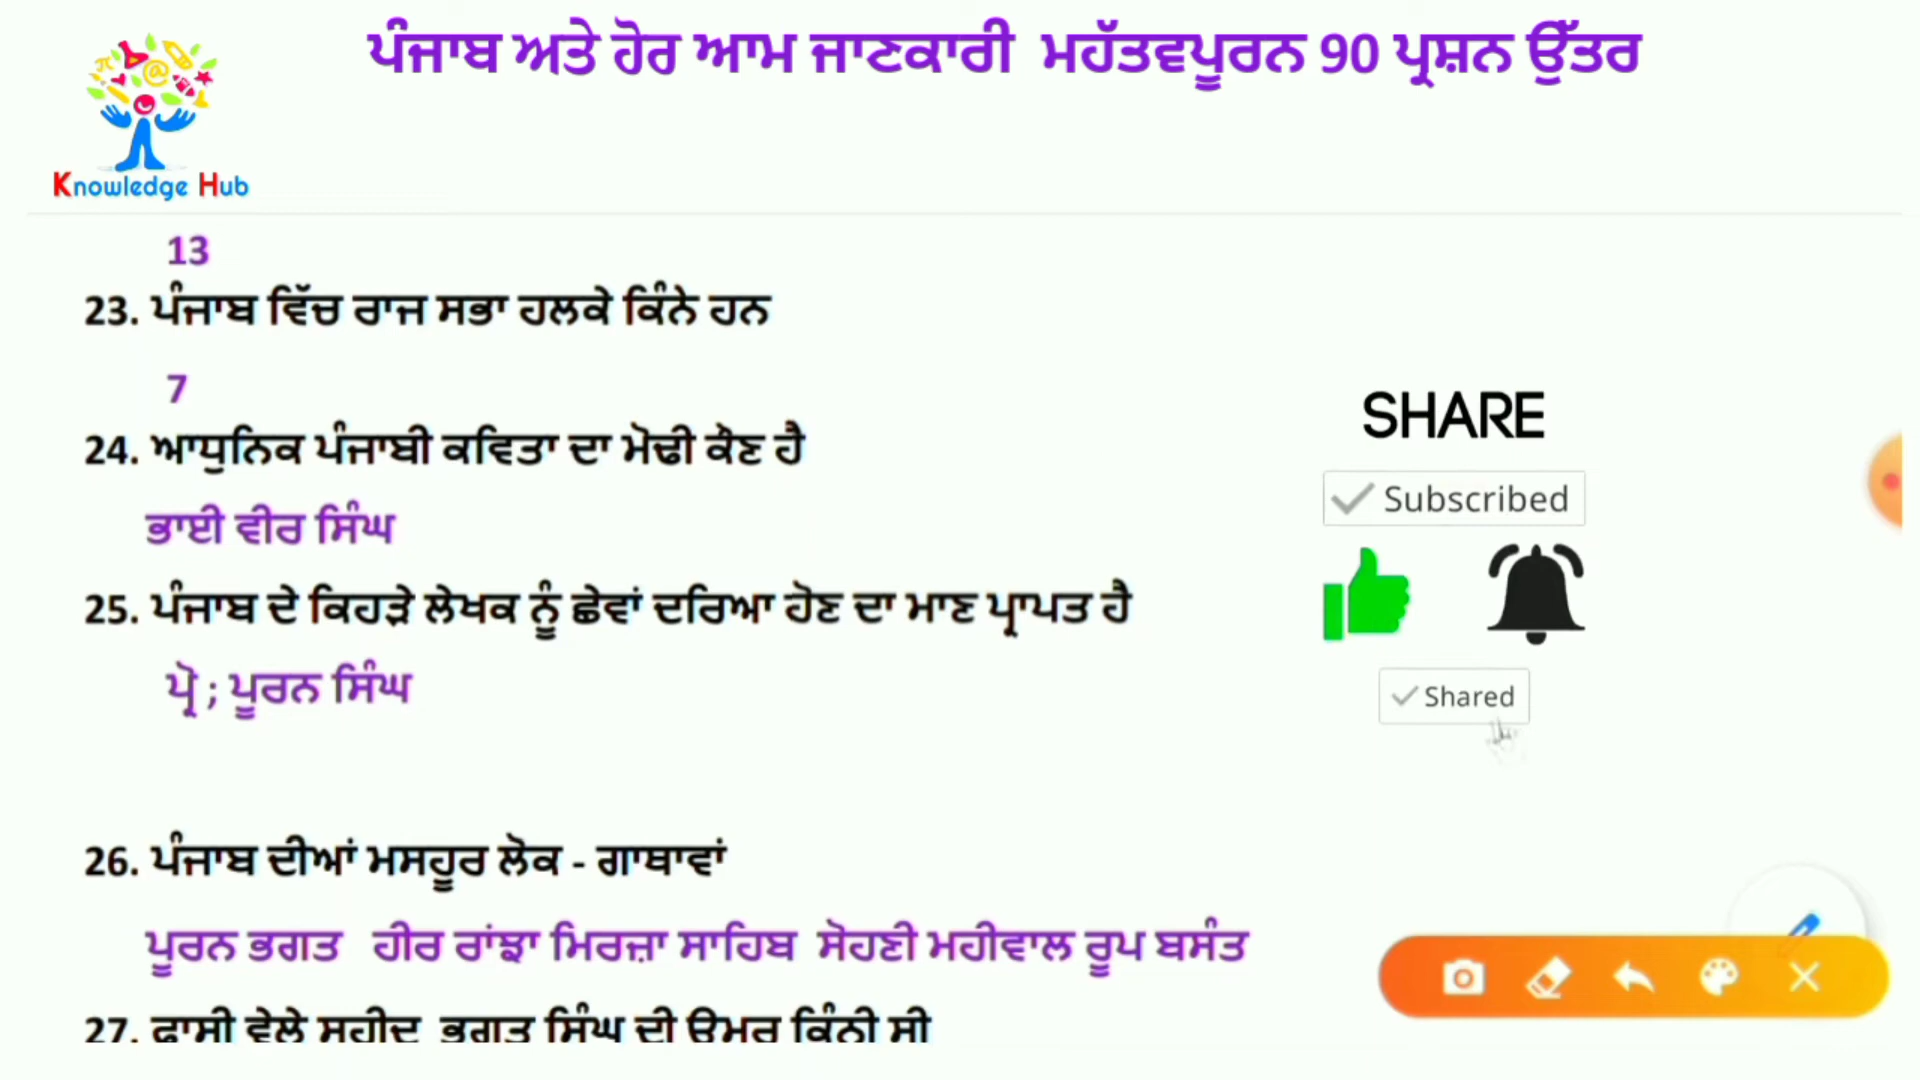 ਪੰਜਾਬ ਅਤੇ ਹੋਰ ਆਮ ਜਾਣਕਾਰੀ ਮਹੱਤਵਪੂਰਨ 90 ਪ੍ਰਸ਼ਨ ਉੱਤਰ
Knowledge Hub
13
23. ਪੰਜਾਬ ਵਿੱਚ ਰਾਜ ਸਭਾ ਹਲਕੇ ਕਿੰਨੇ ਹਨ
7
SHARE
24. ਆਧੁਨਿਕ ਪੰਜਾਬੀ ਕਵਿਤਾ ਦਾ ਮੋਢੀ ਕੌਣ ਹੈ
Subscribed
ਭਾਈ ਵੀਰ ਸਿੰਘ
25. ਪੰਜਾਬ ਦੇ ਕਿਹੜੇ ਲੇਖਕ ਨੂੰ ਛੇਵਾਂ ਦਰਿਆ ਹੋਣ ਦਾ ਮਾਣ ਪ੍ਰਾਪਤ ਹੈ
ਪ੍ਰੋ ; ਪੂਰਨ ਸਿੰਘ
Shared
26. ਪੰਜਾਬ ਦੀਆਂ ਮਸਹੂਰ ਲੋਕ - ਗਾਥਾਵਾਂ
ਪੂਰਨ ਭਗਤ ਹੀਰ ਰਾਂਝਾ ਮਿਰਜ਼ਾ ਸਾਹਿਬ ਸੋਹਣੀ ਮਹੀਵਾਲ ਰੂਪ ਬਸੰਤ
27. ਫਾਸੀ ਵੇਲੇ ਸਹੀਦ ਭਗਤ ਸਿੰਘ ਦੀ ਉਮਰ ਕਿੰਨੀ ਸੀ